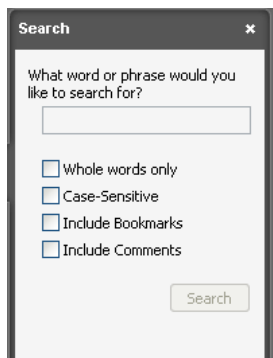 Search
What word or phrase would you
like to search for?
Whole words only
Case-Sensitive
Include Bookmarks
Include Comments
Search